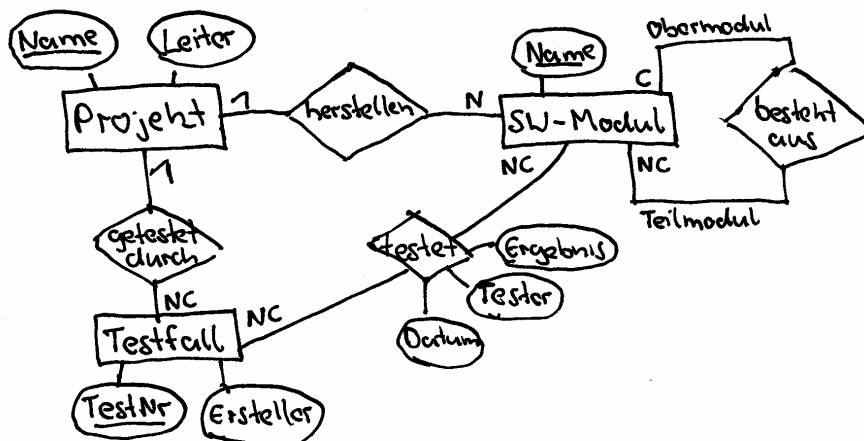 Name
Leiter
Projekt
1
herstellen
N
Name
SW-Modul
C
Obermodul
besteht
aus
NC
Teilmodul
NC
1
getestet
durch
NC
testet
Ergebnis
Tester
Datum
NC
Testfall
TestNr
Ersteller